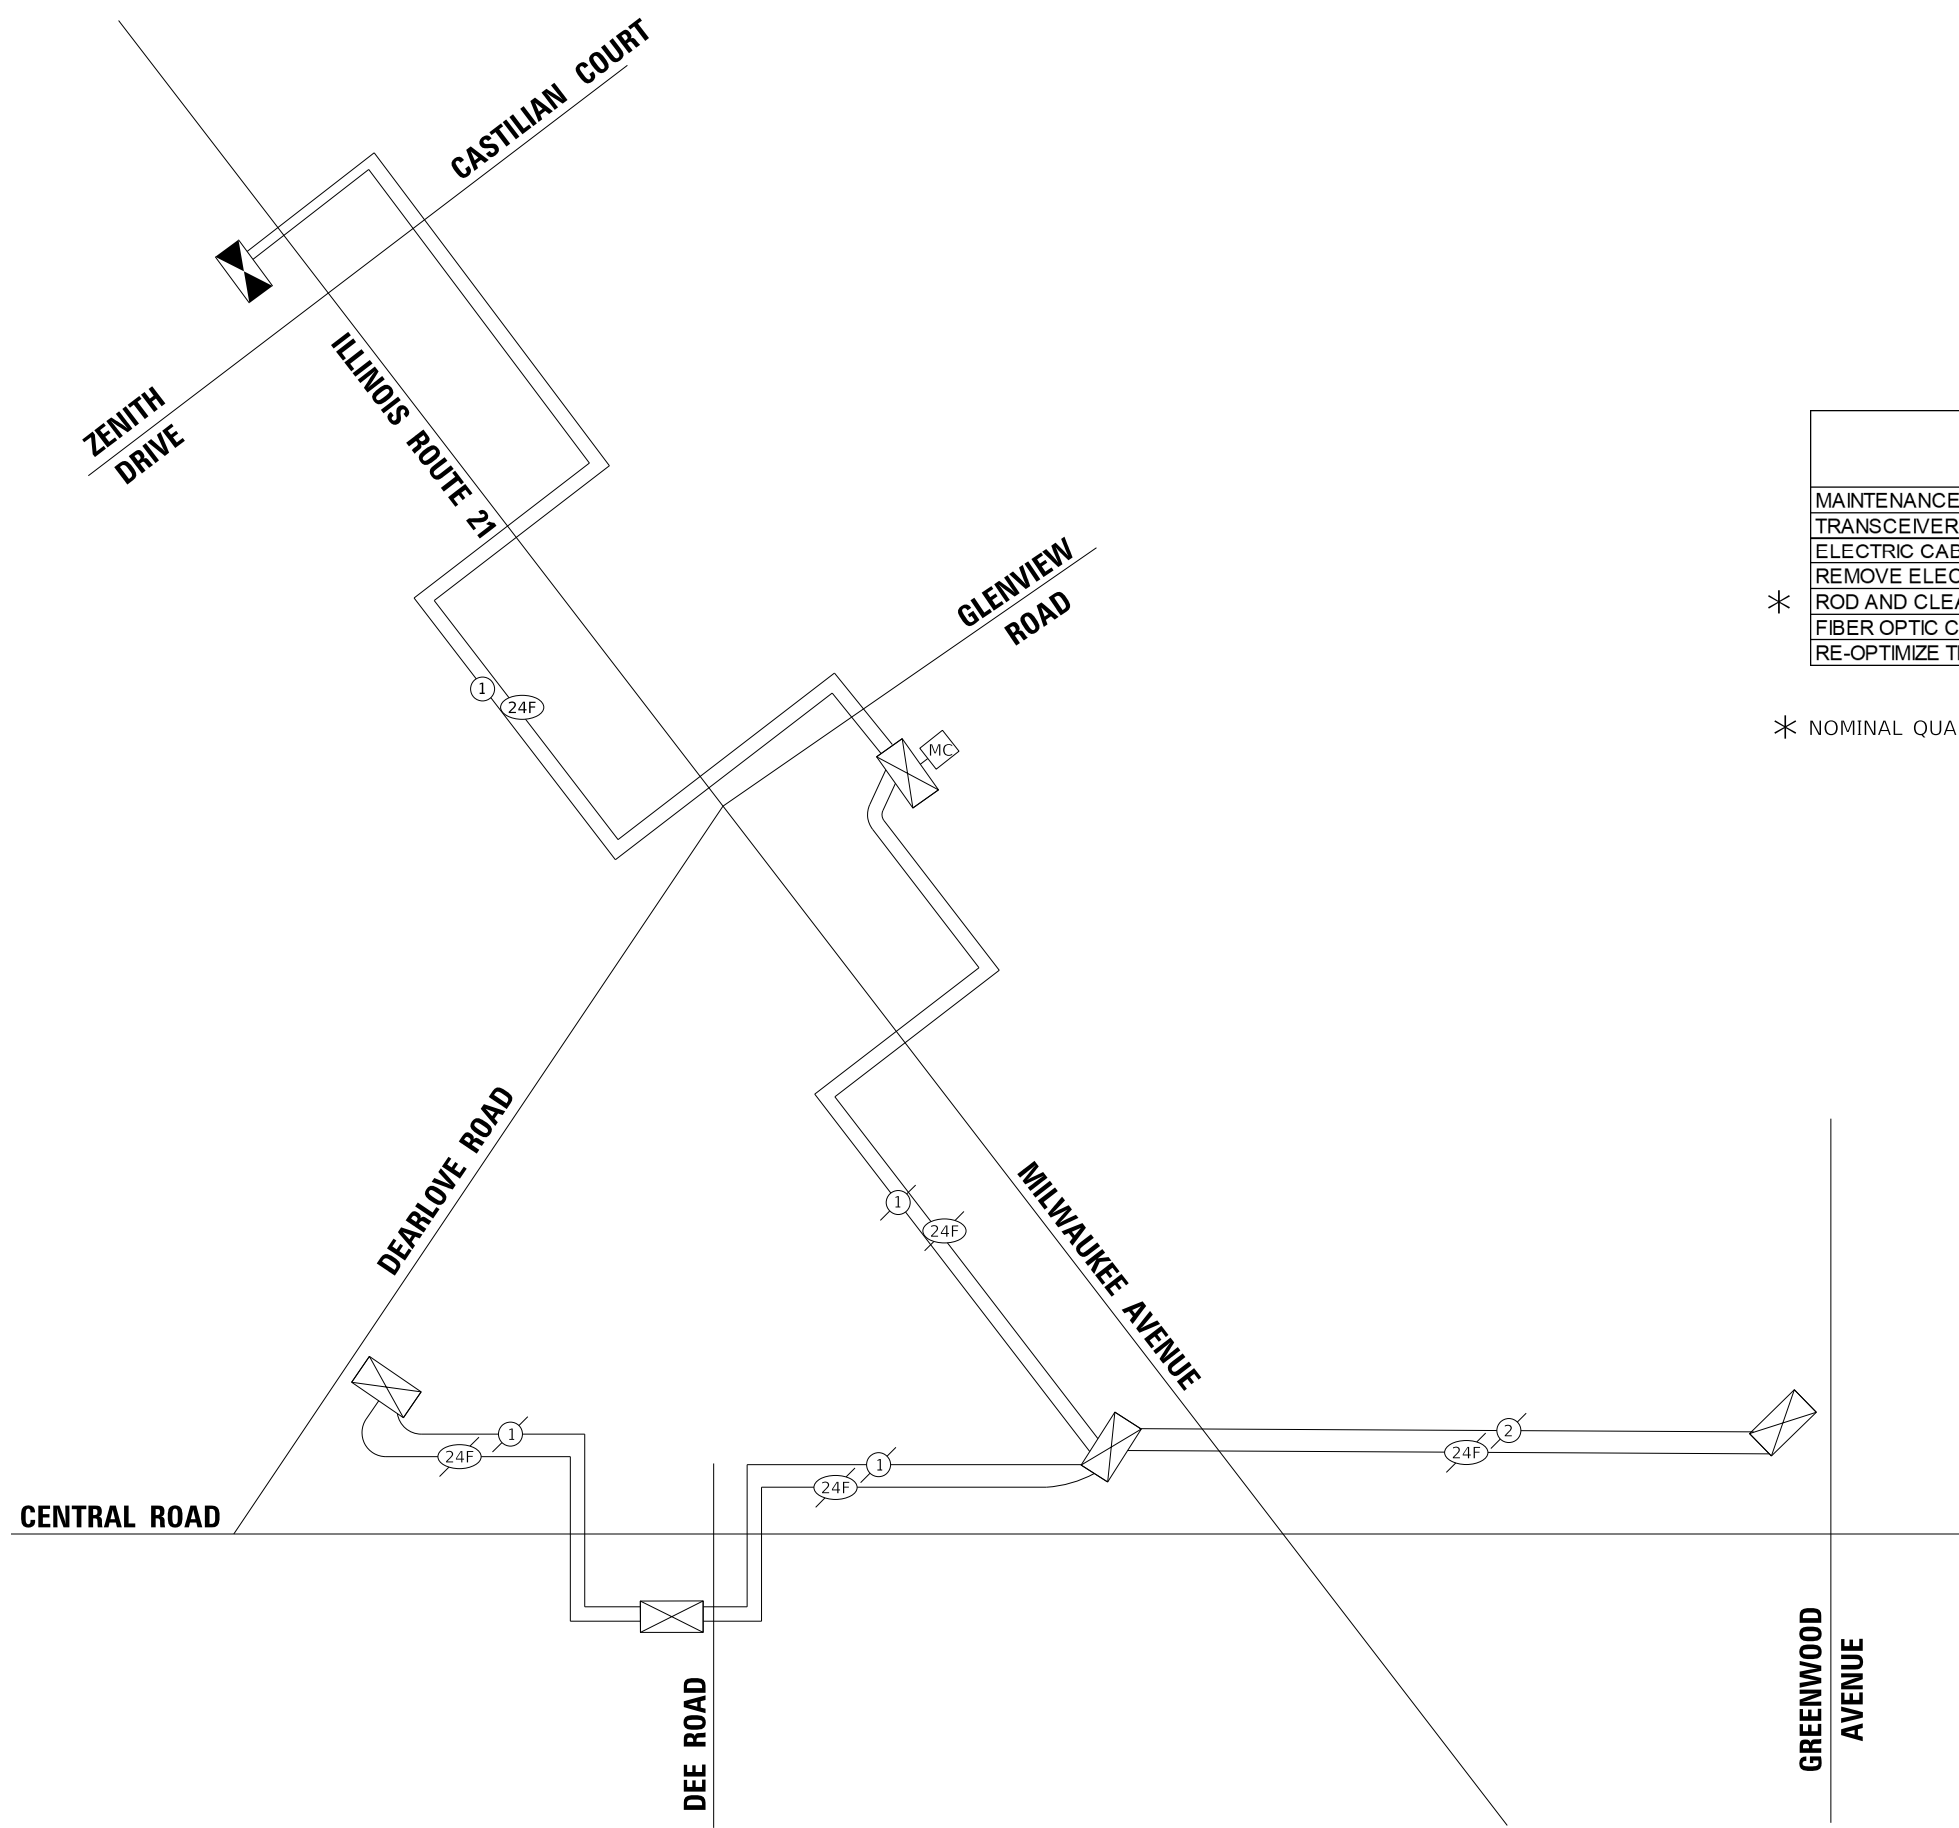 CASTILIAN COURT
ZENITH
DRIVE
ILLINOIS ROUTE 21
GLENVIEW
ROAD
MAINTENANCE
TRANSCEIVER
ELECTRIC CAB
REMOVE ELEC
ROD AND CLEA
FIBER OPTIC C
RE-OPTIMIZE T
NOMINAL QUA
1
24F
MC
DEARLOVE ROAD
1
24F
MILWAUKEE AVENUE
1
24F
1
24F
2
24F
CENTRAL ROAD
DEE ROAD
GREENWOOD
AVENUE